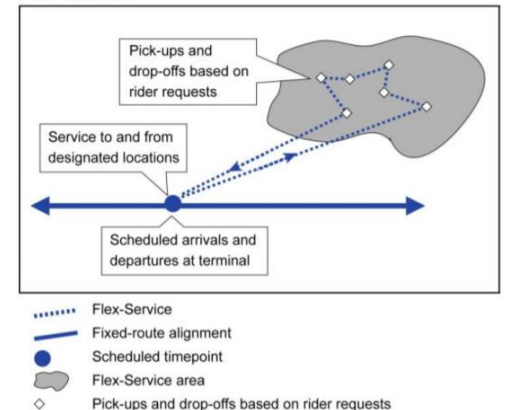 Pick-ups and
drop-offs based on
rider requests
Service to and from
designated locations
Scheduled arrivals and
departures at terminal
Flex-Service
Fixed-route alignment
Scheduled timepoint
Flex-Service area
Pick-ups and drop-offs based on rider requests